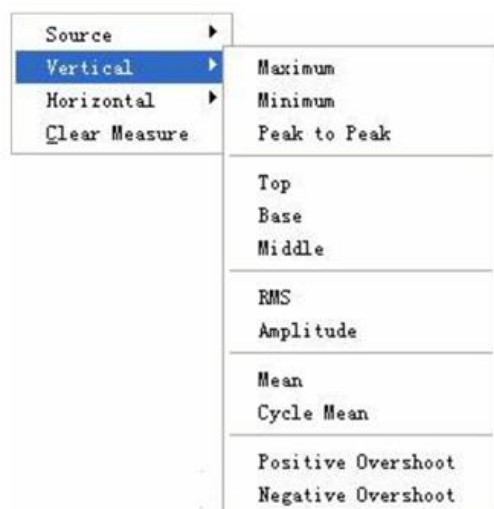 Source
Vertical
Horizontal
Clear Measure
Maximum
Minimum
Peak to Peak
Top
Base
Middle
RMS
Amplitude
Mean
Cycle Mean
Positive Overshoot
Negative Overshoot